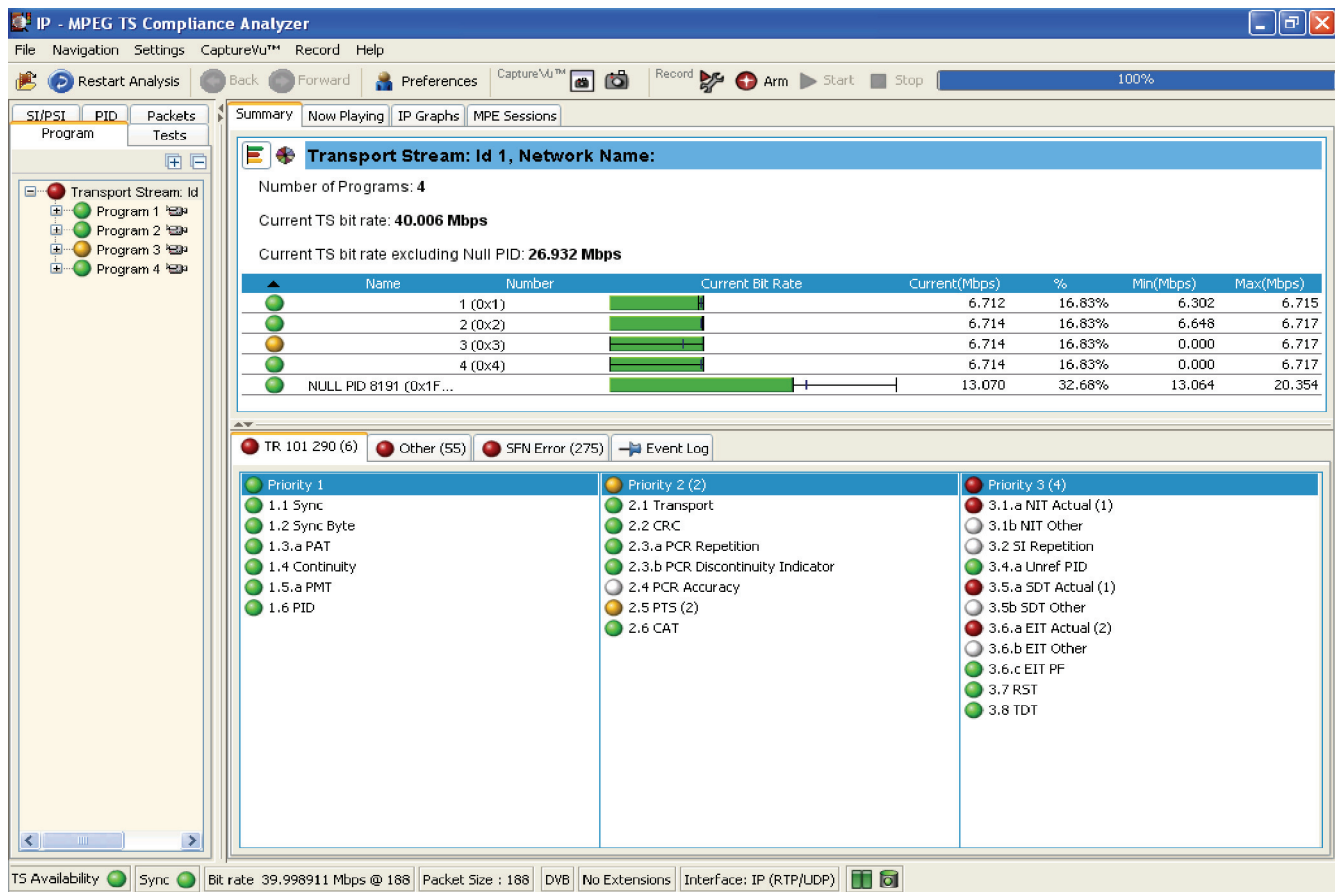 IP - MPEG TS Compliance Analyzer
File Navigation Settings CaptureVu™ Record Help
Restart Analysis Back Forward Preferences CaptureVu™ Record Arm Start Stop 100%
SI/PSI PID Packets
Program Tests
Transport Stream: Id
Program 1
Program 2
Program 3
Program 4
Summary Now Playing IP Graphs MPE Sessions
Transport Stream: Id 1, Network Name:
Number of Programs: 4
Current TS bit rate: 40.006 Mbps
Current TS bit rate excluding Null PID: 26.932 Mbps
Name Number Current Bit Rate Current(Mbps) % Min(Mbps) Max(Mbps)
1 (0x1) 6.712 16.83% 6.302 6.715
2 (0x2) 6.714 16.83% 6.648 6.717
3 (0x3) 6.714 16.83% 0.000 6.717
4 (0x4) 6.714 16.83% 0.000 6.717
NULL PID 8191 (0x1F... 13.070 32.68% 13.064 20.354
TR 101 290 (6) Other (55) SFN Error (275) Event Log
Priority 1
1.1 Sync
1.2 Sync Byte
1.3.a PAT
1.4 Continuity
1.5.a PMT
1.6 PID
Priority 2 (2)
2.1 Transport
2.2 CRC
2.3.a PCR Repetition
2.3.b PCR Discontinuity Indicator
2.4 PCR Accuracy
2.5 PTS (2)
2.6 CAT
Priority 3 (4)
3.1.a NIT Actual (1)
3.1b NIT Other
3.2 SI Repetition
3.4.a Unref PID
3.5.a SDT Actual (1)
3.5b SDT Other
3.6.a EIT Actual (2)
3.6.b EIT Other
3.6.c EIT PF
3.7 RST
3.8 TDT
TS Availability Sync Bit rate 39.998911 Mbps @ 188 Packet Size : 188 DVB No Extensions Interface: IP (RTP/UDP)